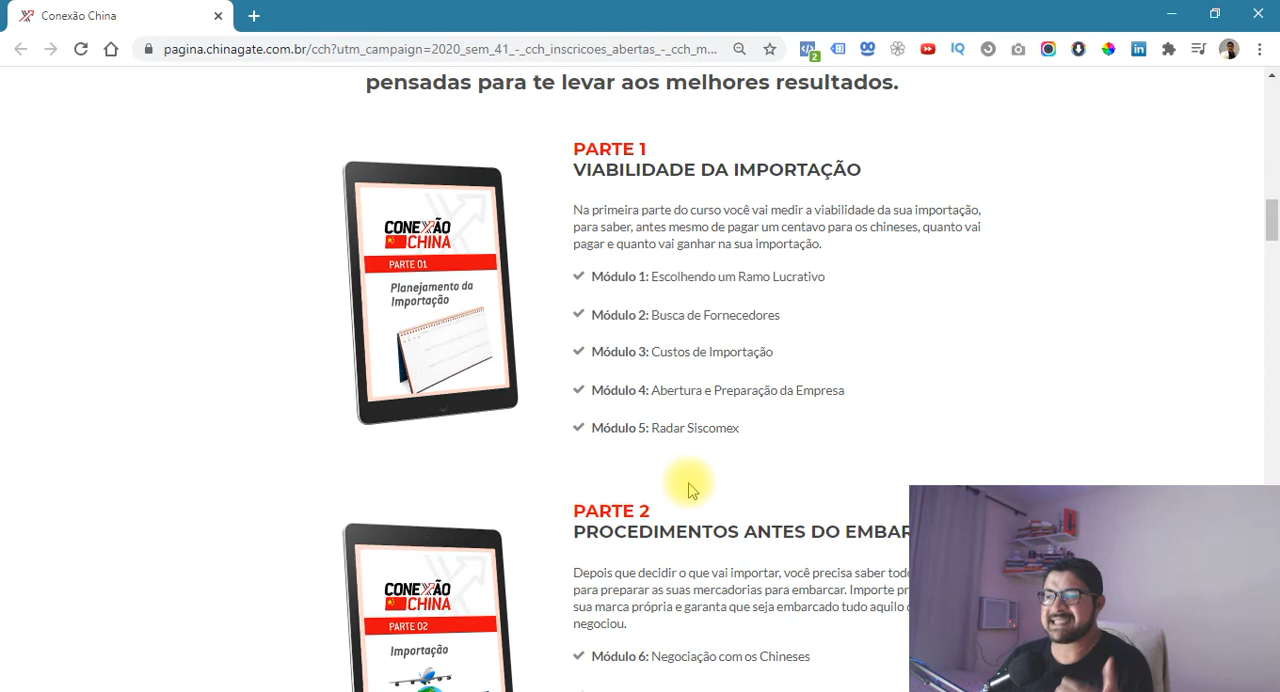 Conexão China
pagina.chinagate.com.br/cch?utm_campaign=2020_sem_41_-_cch_inscricoes_abertas_-_cch_m...
2
IQ
in
pensadas para te levar aos melhores resultados.
PARTE 1
VIABILIDADE DA IMPORTAÇÃO
Na primeira parte do curso você vai medir a viabilidade da sua importação,
para saber, antes mesmo de pagar um centavo para os chineses, quanto vai
pagar e quanto vai ganhar na sua importação.
Módulo 1: Escolhendo um Ramo Lucrativo
Módulo 2: Busca de Fornecedores
Módulo 3: Custos de Importação
Módulo 4: Abertura e Preparação da Empresa
Módulo 5: Radar Siscomex
CONEXÃO
CHINA
PARTE 01
Planejamento da
Importação
PARTE 2
PROCEDIMENTOS ANTES DO EMBAR
Depois que decidir o que vai importar, você precisa saber todo
para preparar as suas mercadorias para embarcar. Importe pr
sua marca própria e garanta que seja embarcado tudo aquilo
negociou.
Módulo 6: Negociação com os Chineses
CONEXÃO
CHINA
PARTE 02
Importação